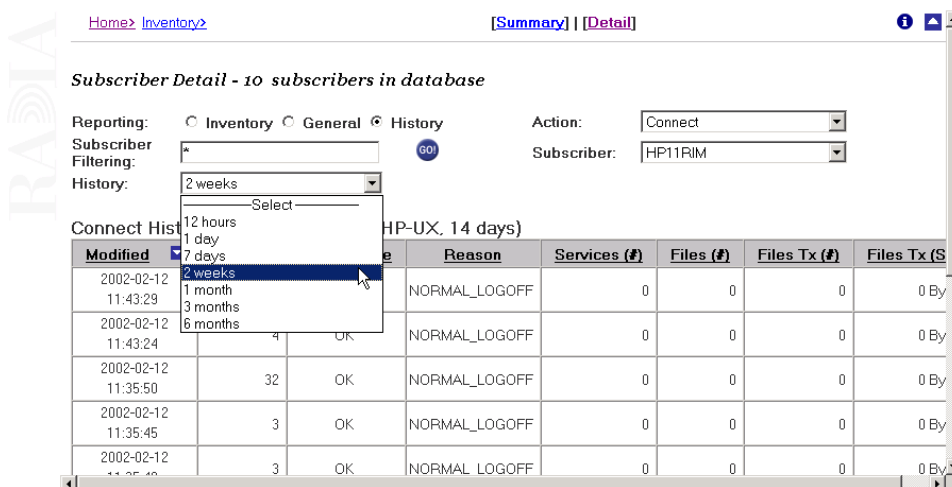 RADIA
Home> Inventory> [Summary] | [Detail]
Subscriber Detail - 10 subscribers in database
Reporting: Inventory General History Action: Connect
Subscriber Filtering: * GO! Subscriber: HP11RIM
History: 2 weeks
Select
12 hours
1 day
7 days
2 weeks
1 month
3 months
6 months
Connect Hist HP-UX, 14 days)
Modified e Reason Services (#) Files (#) Files Tx (#) Files Tx (S
2002-02-12 11:43:29 NORMAL_LOGOFF 0 0 0 0 By
2002-02-12 11:43:24 4 OK NORMAL_LOGOFF 0 0 0 0 By
2002-02-12 11:35:50 32 OK NORMAL_LOGOFF 0 0 0 0 By
2002-02-12 11:35:45 3 OK NORMAL_LOGOFF 0 0 0 0 By
2002-02-12 3 OK NORMAL_LOGOFF 0 0 0 0 By